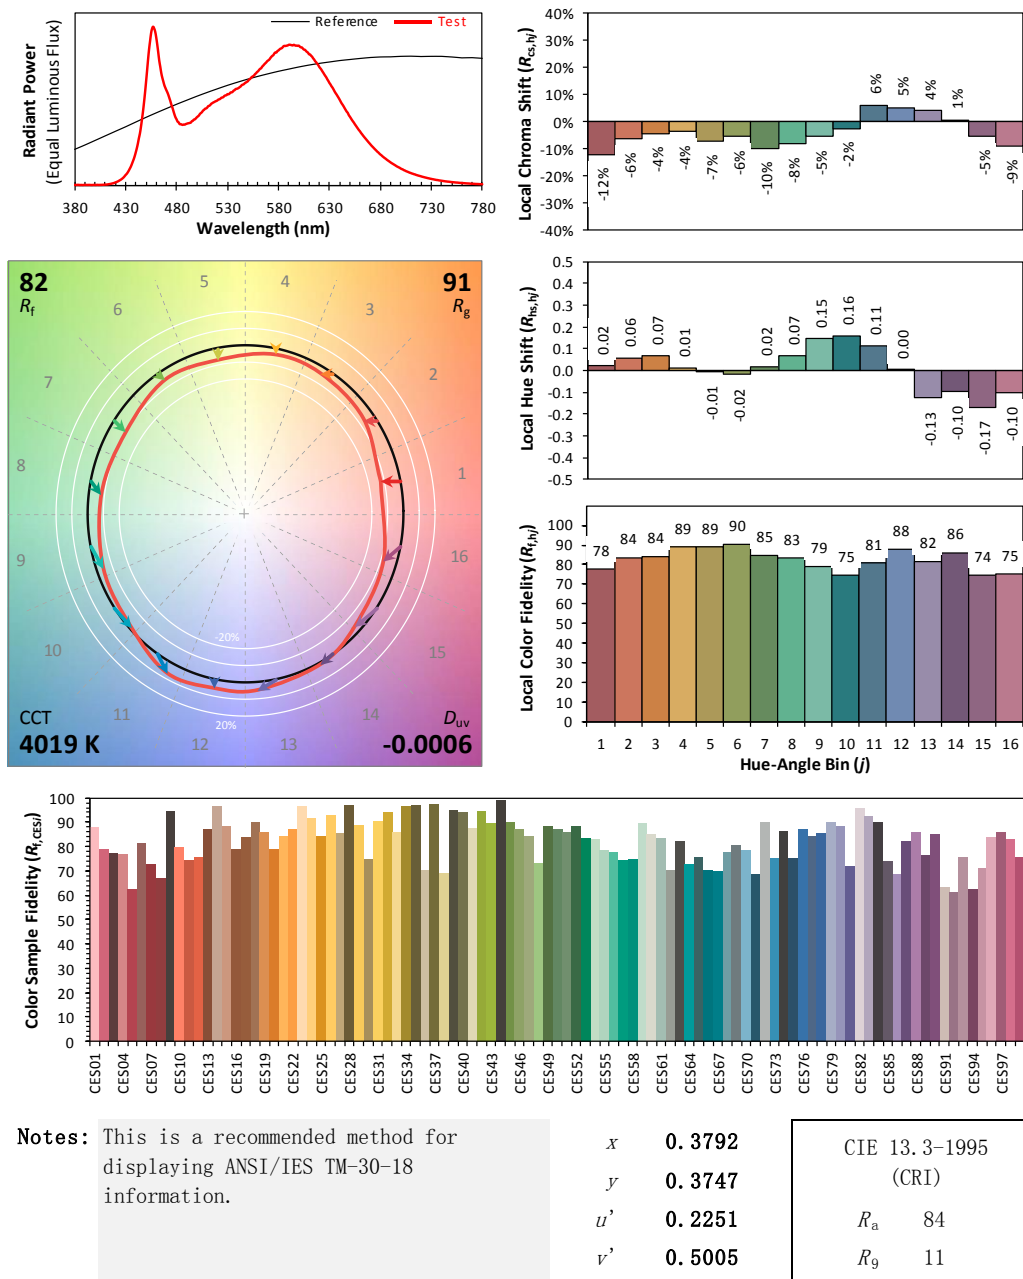 Radiant Power
(Equal Luminous Flux)
Reference
Test
380 430 480 530 580 630 680 730 780
Wavelength (nm)
Local Chroma Shift (Rcs,hj)
40%
30%
20%
10%
0%
-10%
-20%
-30%
-40%
-12% -6% -4% -4% -7% -6% -10% -8% -5% -2% 6% 5% 4% 1% -5% -9%
82
Rf
91
Rg
1
2
3
4
5
6
7
8
9
10
11
12
13
14
15
16
-20%
20%
CCT
4019 K
Duv
-0.0006
Local Hue Shift (Rhs,hj)
0.5
0.4
0.3
0.2
0.1
0.0
-0.1
-0.2
-0.3
-0.4
-0.5
0.02 0.06 0.07 0.01 -0.01 -0.02 0.02 0.07 0.15 0.16 0.11 0.00 -0.13 -0.10 -0.17 -0.10
Local Color Fidelity (Rf,hj)
100
90
80
70
60
50
40
30
20
10
0
78 84 84 89 89 90 85 83 79 75 81 88 82 86 74 75
1 2 3 4 5 6 7 8 9 10 11 12 13 14 15 16
Hue-Angle Bin (j)
Color Sample Fidelity (Rf,CESi)
100
90
80
70
60
50
40
30
20
10
0
CES01 CES04 CES07 CES10 CES13 CES16 CES19 CES22 CES25 CES28 CES31 CES34 CES37 CES40 CES43 CES46 CES49 CES52 CES55 CES58 CES61 CES64 CES67 CES70 CES73 CES76 CES79 CES82 CES85 CES88 CES91 CES94 CES97
Notes: This is a recommended method for
displaying ANSI/IES TM-30-18
information.
x 0.3792
y 0.3747
u' 0.2251
v' 0.5005
CIE 13.3-1995
(CRI)
Ra 84
R9 11